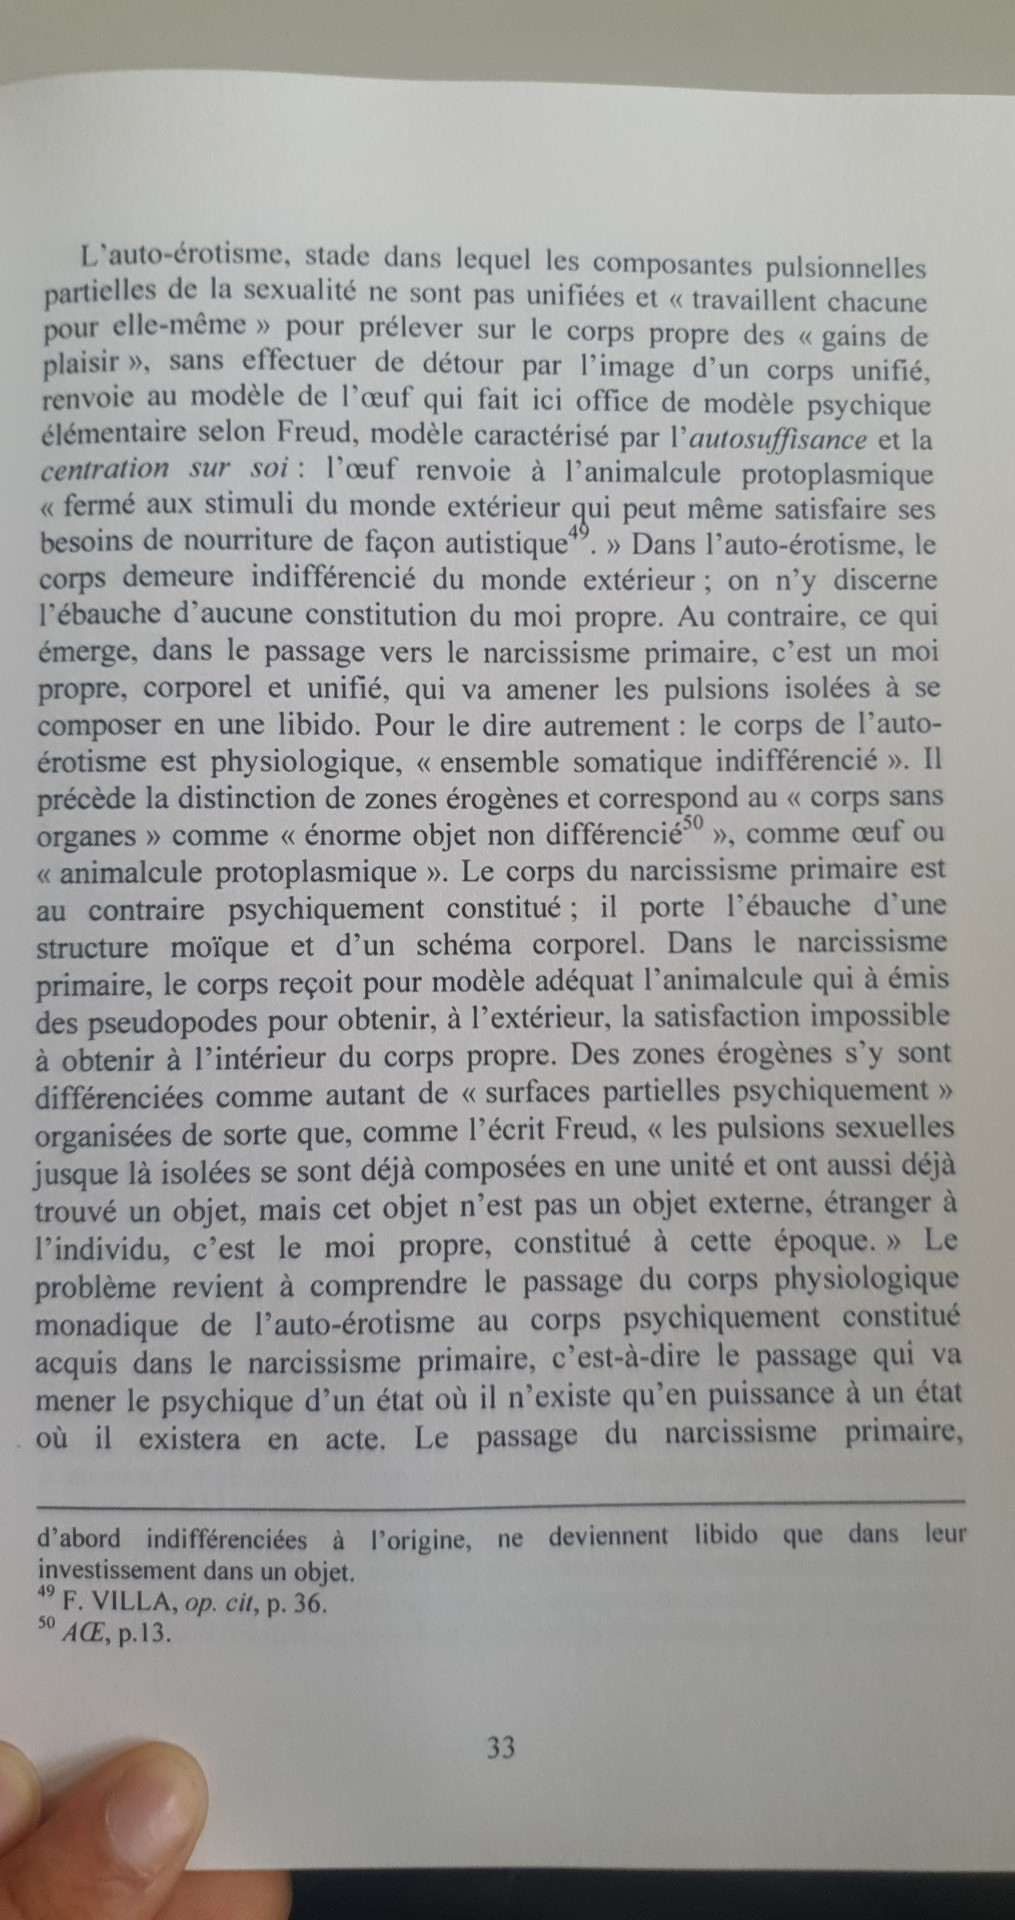 L'auto-érotisme, stade dans lequel les composantes pulsionnelles
partielles de la sexualité ne sont pas unifiées et « travaillent chacune
pour elle-même » pour prélever sur le corps propre des « gains de
plaisir », sans effectuer de détour par l'image d'un corps unifié,
renvoie au modèle de l'œuf qui fait ici office de modèle psychique
élémentaire selon Freud, modèle caractérisé par l'autosuffisance et la
centration sur soi : l'œuf renvoie à l'animalcule protoplasmique
« fermé aux stimuli du monde extérieur qui peut même satisfaire ses
besoins de nourriture de façon autistique⁴⁹. » Dans l'auto-érotisme, le
corps demeure indifférencié du monde extérieur ; on n'y discerne
l'ébauche d'aucune constitution du moi propre. Au contraire, ce qui
émerge, dans le passage vers le narcissisme primaire, c'est un moi
propre, corporel et unifié, qui va amener les pulsions isolées à se
composer en une libido. Pour le dire autrement : le corps de l'auto-
érotisme est physiologique, « ensemble somatique indifférencié ». Il
précède la distinction de zones érogènes et correspond au « corps sans
organes » comme « énorme objet non différencié⁵⁰ », comme œuf ou
« animalcule protoplasmique ». Le corps du narcissisme primaire est
au contraire psychiquement constitué ; il porte l'ébauche d'une
structure moïque et d'un schéma corporel. Dans le narcissisme
primaire, le corps reçoit pour modèle adéquat l'animalcule qui à émis
des pseudopodes pour obtenir, à l'extérieur, la satisfaction impossible
à obtenir à l'intérieur du corps propre. Des zones érogènes s'y sont
différenciées comme autant de « surfaces partielles psychiquement »
organisées de sorte que, comme l'écrit Freud, « les pulsions sexuelles
jusque là isolées se sont déjà composées en une unité et ont aussi déjà
trouvé un objet, mais cet objet n'est pas un objet externe, étranger à
l'individu, c'est le moi propre, constitué à cette époque. » Le
problème revient à comprendre le passage du corps physiologique
monadique de l'auto-érotisme au corps psychiquement constitué
acquis dans le narcissisme primaire, c'est-à-dire le passage qui va
mener le psychique d'un état où il n'existe qu'en puissance à un état
où il existera en acte. Le passage du narcissisme primaire,
d'abord indifférenciées à l'origine, ne deviennent libido que dans leur
investissement dans un objet.
⁴⁹ F. VILLA, op. cit, p. 36.
⁵⁰ AŒ, p.13.
33